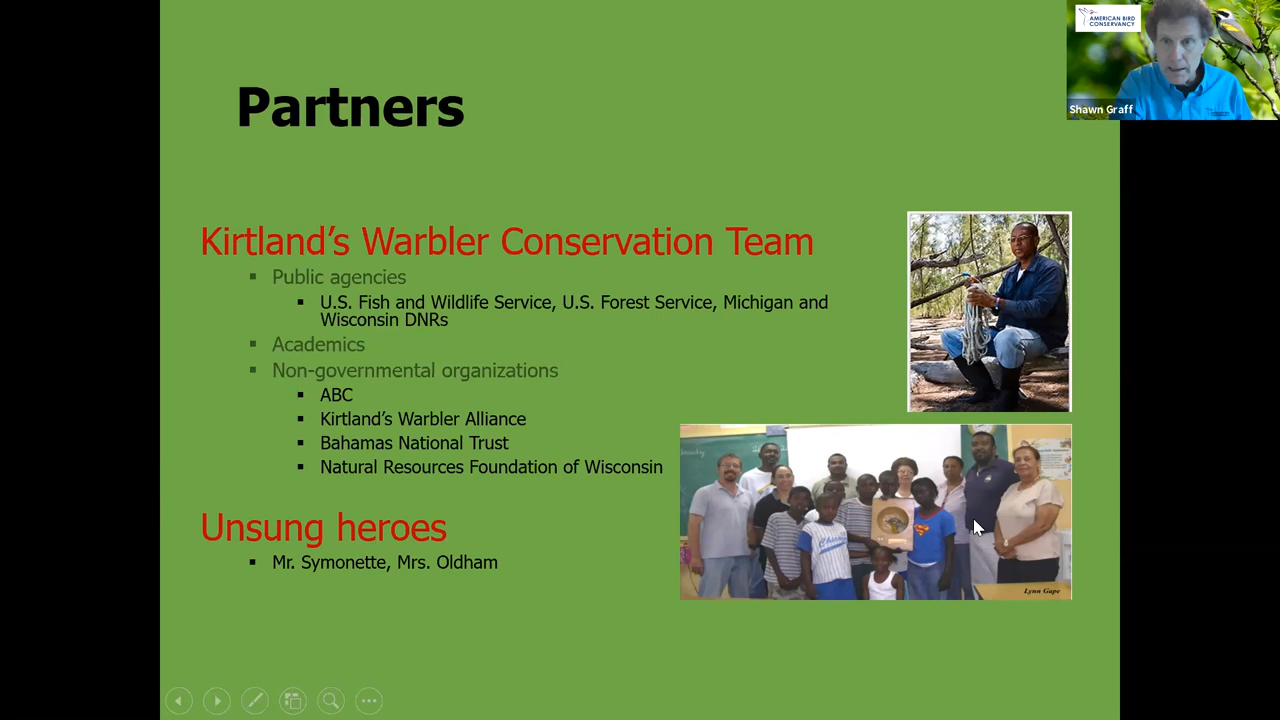 AMERICAN BIRD
CONSERVANCY
Shawn Graff
Partners
Kirtland’s Warbler Conservation Team
Public agencies
U.S. Fish and Wildlife Service, U.S. Forest Service, Michigan and
Wisconsin DNRs
Academics
Non-governmental organizations
ABC
Kirtland’s Warbler Alliance
Bahamas National Trust
Natural Resources Foundation of Wisconsin
Unsung heroes
Mr. Symonette, Mrs. Oldham
Lynn Gape